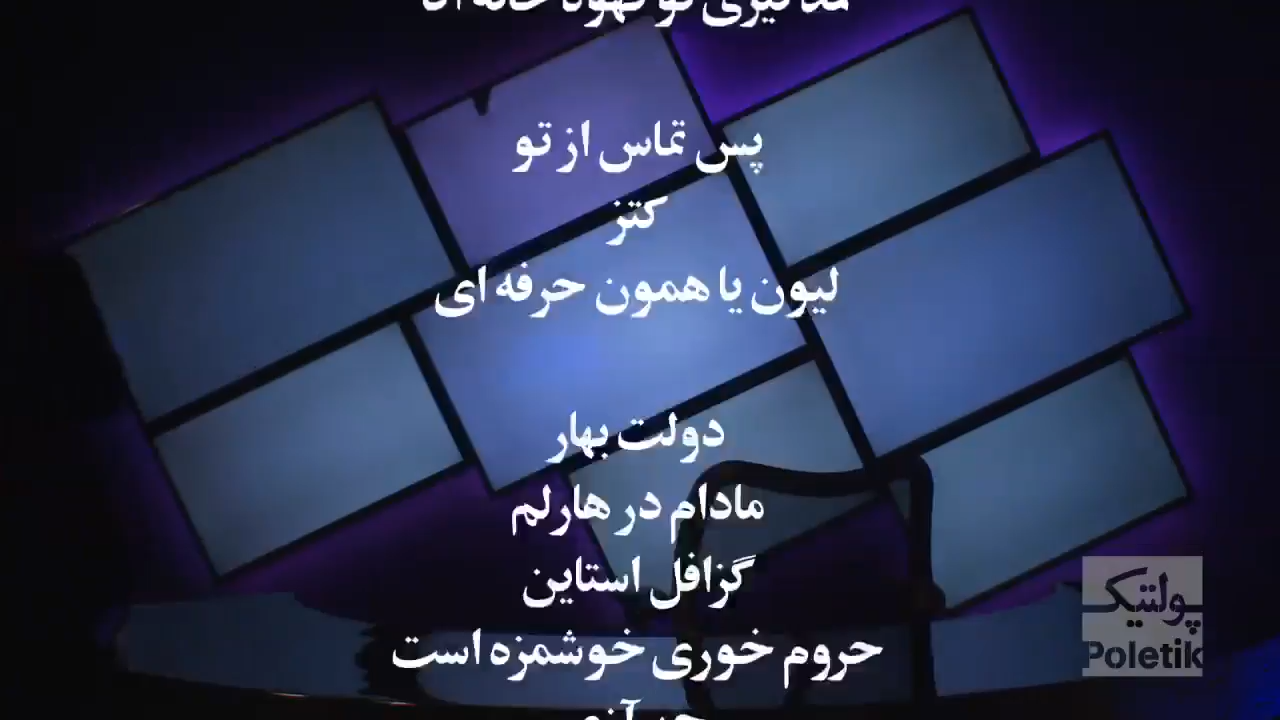 پس تماس از تو
کتز
لیون یا همون حرفه ای
دولت بهار
مادام در هارلم
گزافل استاین
حروم خوری خوشمزه است
پولتیک
Poletik